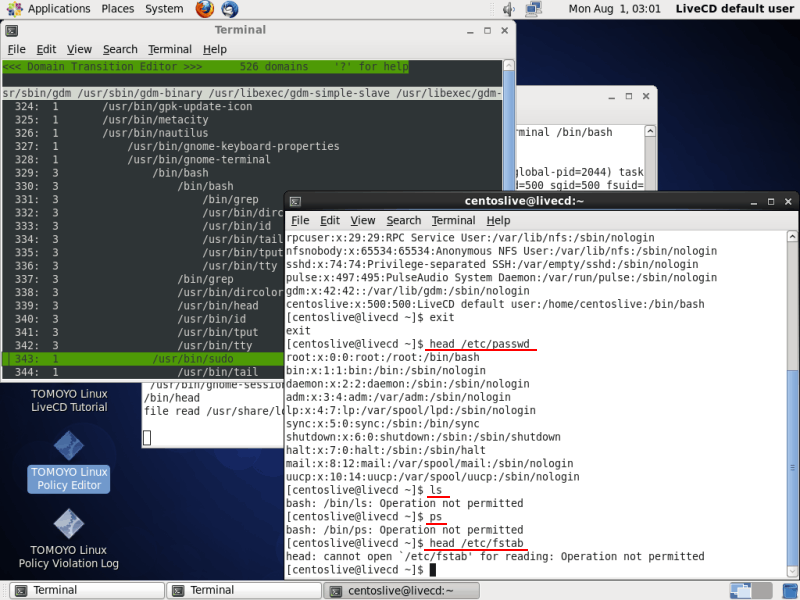 Applications Places System Mon Aug 1, 03:01 LiveCD default user
Terminal
File Edit View Search Terminal Help
<<< Domain Transition Editor >>> 526 domains '?' for help
sr/sbin/gdm /usr/sbin/gdm-binary /usr/libexec/gdm-simple-slave /usr/libexec/gdm-
324: 1 /usr/bin/gpk-update-icon
325: 1 /usr/bin/metacity
326: 1 /usr/bin/nautilus
327: 1 /usr/bin/gnome-keyboard-properties
328: 1 /usr/bin/gnome-terminal
329: 3 /bin/bash
330: 3 /bin/bash
331: 3 /bin/grep
332: 3 /usr/bin/dirc
333: 3 /usr/bin/id
334: 3 /usr/bin/tail
335: 3 /usr/bin/tput
336: 3 /usr/bin/tty
337: 3 /bin/grep
338: 3 /usr/bin/dircolor
339: 3 /usr/bin/head
340: 3 /usr/bin/id
341: 3 /usr/bin/tput
342: 3 /usr/bin/tty
343: 1 /usr/bin/sudo
344: 1 /usr/bin/tail
rminal /bin/bash
global-pid=2044) task
d=500 sgid=500 fsuid=
/usr/bin/gnome-session
/bin/head
file read /usr/share/lo
centoslive@livecd:~
File Edit View Search Terminal Help
rpcuser:x:29:29:RPC Service User:/var/lib/nfs:/sbin/nologin
nfsnobody:x:65534:65534:Anonymous NFS User:/var/lib/nfs:/sbin/nologin
sshd:x:74:74:Privilege-separated SSH:/var/empty/sshd:/sbin/nologin
pulse:x:497:495:PulseAudio System Daemon:/var/run/pulse:/sbin/nologin
gdm:x:42:42::/var/lib/gdm:/sbin/nologin
centoslive:x:500:500:LiveCD default user:/home/centoslive:/bin/bash
[centoslive@livecd ~]$ exit
exit
[centoslive@livecd ~]$ head /etc/passwd
root:x:0:0:root:/root:/bin/bash
bin:x:1:1:bin:/bin:/sbin/nologin
daemon:x:2:2:daemon:/sbin:/sbin/nologin
adm:x:3:4:adm:/var/adm:/sbin/nologin
lp:x:4:7:lp:/var/spool/lpd:/sbin/nologin
sync:x:5:0:sync:/sbin:/bin/sync
shutdown:x:6:0:shutdown:/sbin:/sbin/shutdown
halt:x:7:0:halt:/sbin:/sbin/halt
mail:x:8:12:mail:/var/spool/mail:/sbin/nologin
uucp:x:10:14:uucp:/var/spool/uucp:/sbin/nologin
[centoslive@livecd ~]$ ls
bash: /bin/ls: Operation not permitted
[centoslive@livecd ~]$ ps
bash: /bin/ps: Operation not permitted
[centoslive@livecd ~]$ head /etc/fstab
head: cannot open `/etc/fstab' for reading: Operation not permitted
[centoslive@livecd ~]$
TOMOYO Linux
LiveCD Tutorial
TOMOYO Linux
Policy Editor
TOMOYO Linux
Policy Violation Log
Terminal Terminal centoslive@livecd:~